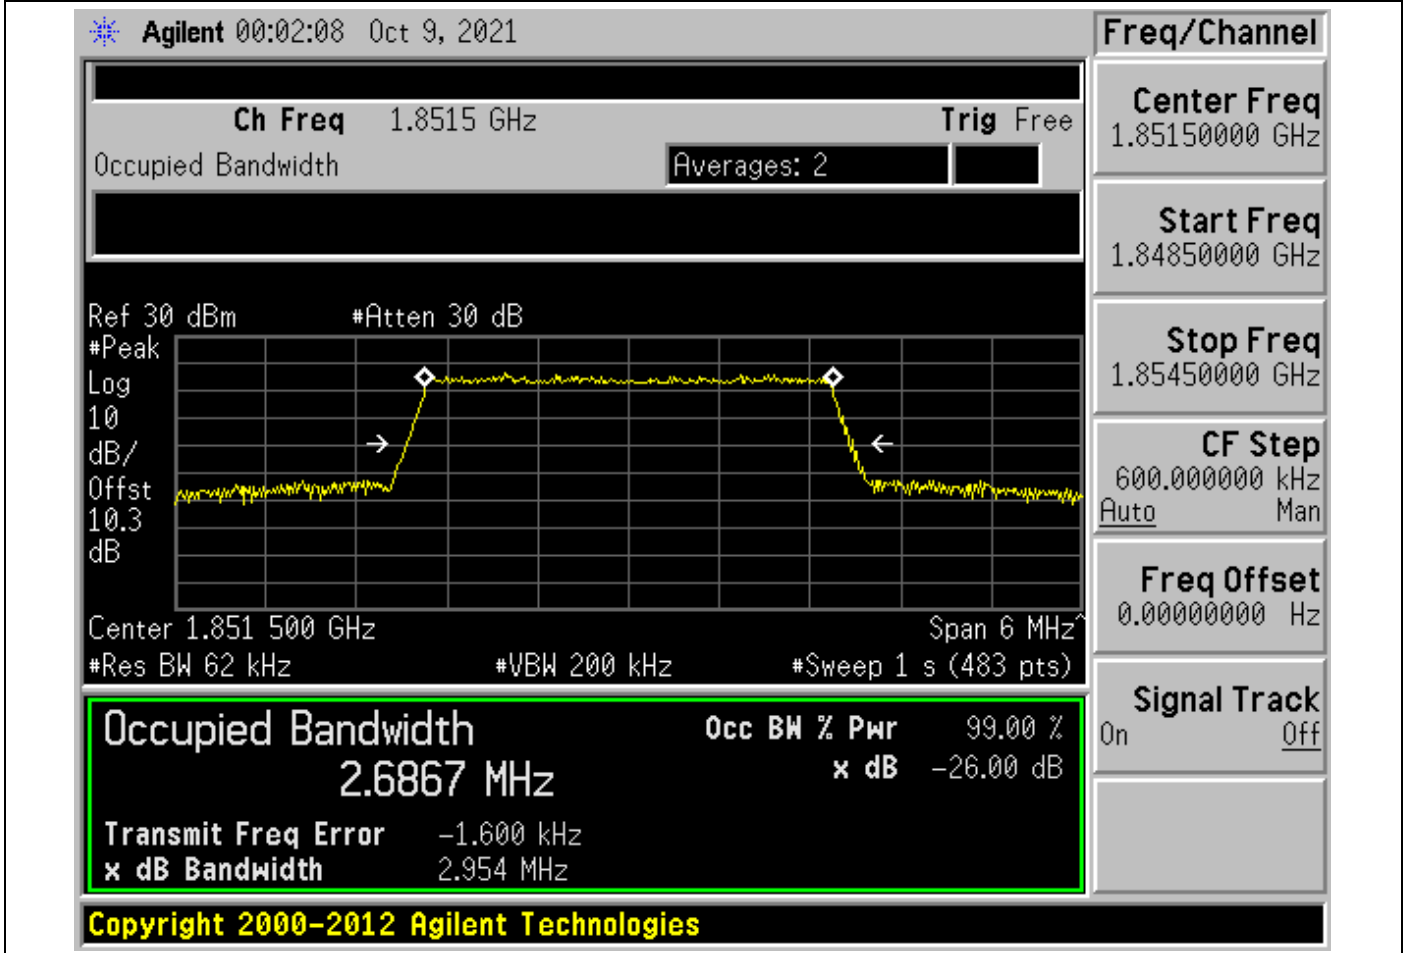 Agilent 00:02:08 Oct 9, 2021
Freq/Channel
Ch Freq 1.8515 GHz Trig Free
Occupied Bandwidth Averages: 2
Center Freq
1.85150000 GHz
Start Freq
1.84850000 GHz
Stop Freq
1.85450000 GHz
CF Step
600.000000 kHz
Auto Man
Freq Offset
0.00000000 Hz
Signal Track
On Off
Ref 30 dBm #Atten 30 dB
#Peak
Log
10
dB/
Offst
10.3
dB
Center 1.851 500 GHz Span 6 MHz^
#Res BW 62 kHz #VBW 200 kHz #Sweep 1 s (483 pts)
Occupied Bandwidth Occ BW % Pwr 99.00 %
2.6867 MHz x dB -26.00 dB
Transmit Freq Error -1.600 kHz
x dB Bandwidth 2.954 MHz
Copyright 2000-2012 Agilent Technologies